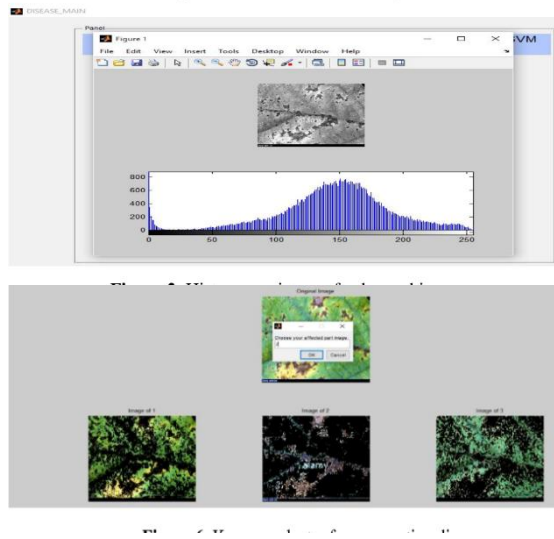 DISEASE_MAIN
Panel
SVM
Figure 1
File Edit View Insert Tools Desktop Window Help
800
600
400
200
0
0 50 100 150 200 250
Original Image
Choose your affected part image
OK Cancel
Image of 1 Image of 2 Image of 3
alamy